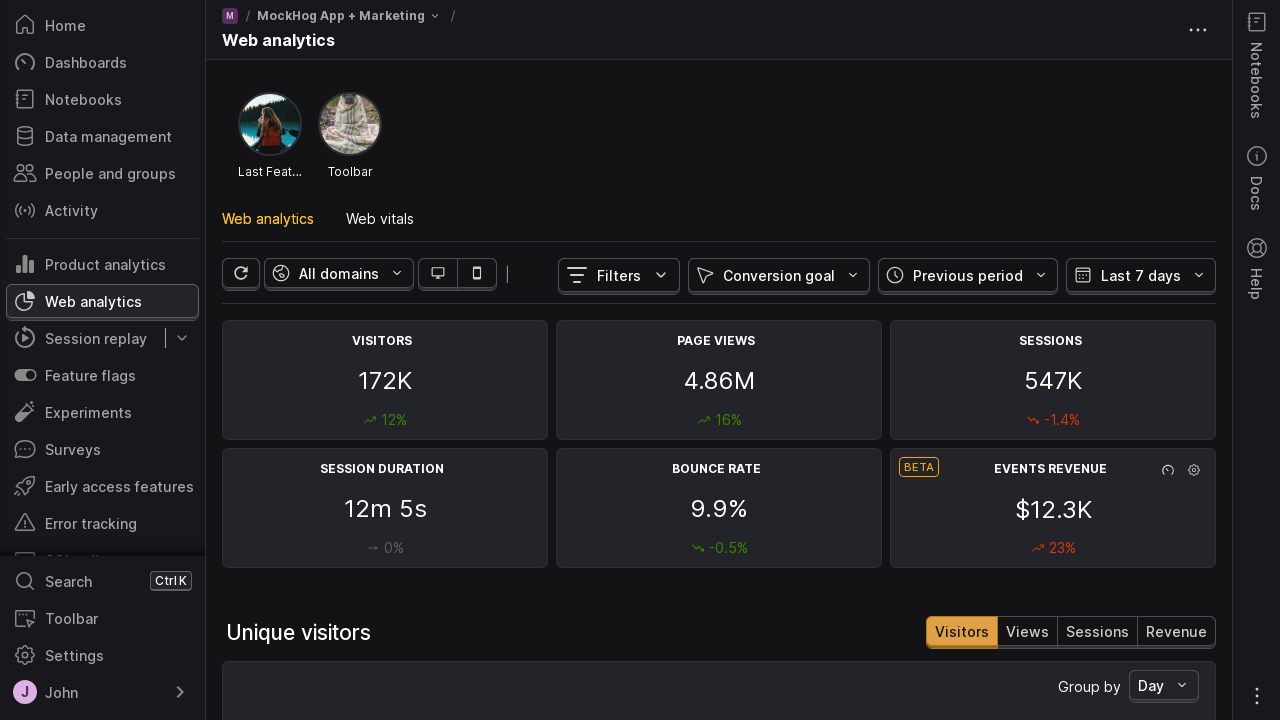 Home
Dashboards
Notebooks
Data management
People and groups
Activity
Product analytics
Web analytics
Session replay
Feature flags
Experiments
Surveys
Early access features
Error tracking
Search Ctrl K
Toolbar
Settings
J John
M / MockHog App + Marketing /
Web analytics
Last Feat...
Toolbar
Web analytics Web vitals
All domains Filters Conversion goal Previous period Last 7 days
VISITORS
172K
12%
PAGE VIEWS
4.86M
16%
SESSIONS
547K
-1.4%
SESSION DURATION
12m 5s
0%
BOUNCE RATE
9.9%
-0.5%
BETA EVENTS REVENUE
$12.3K
23%
Unique visitors
Visitors Views Sessions Revenue
Group by Day
Notebooks
Docs
Help